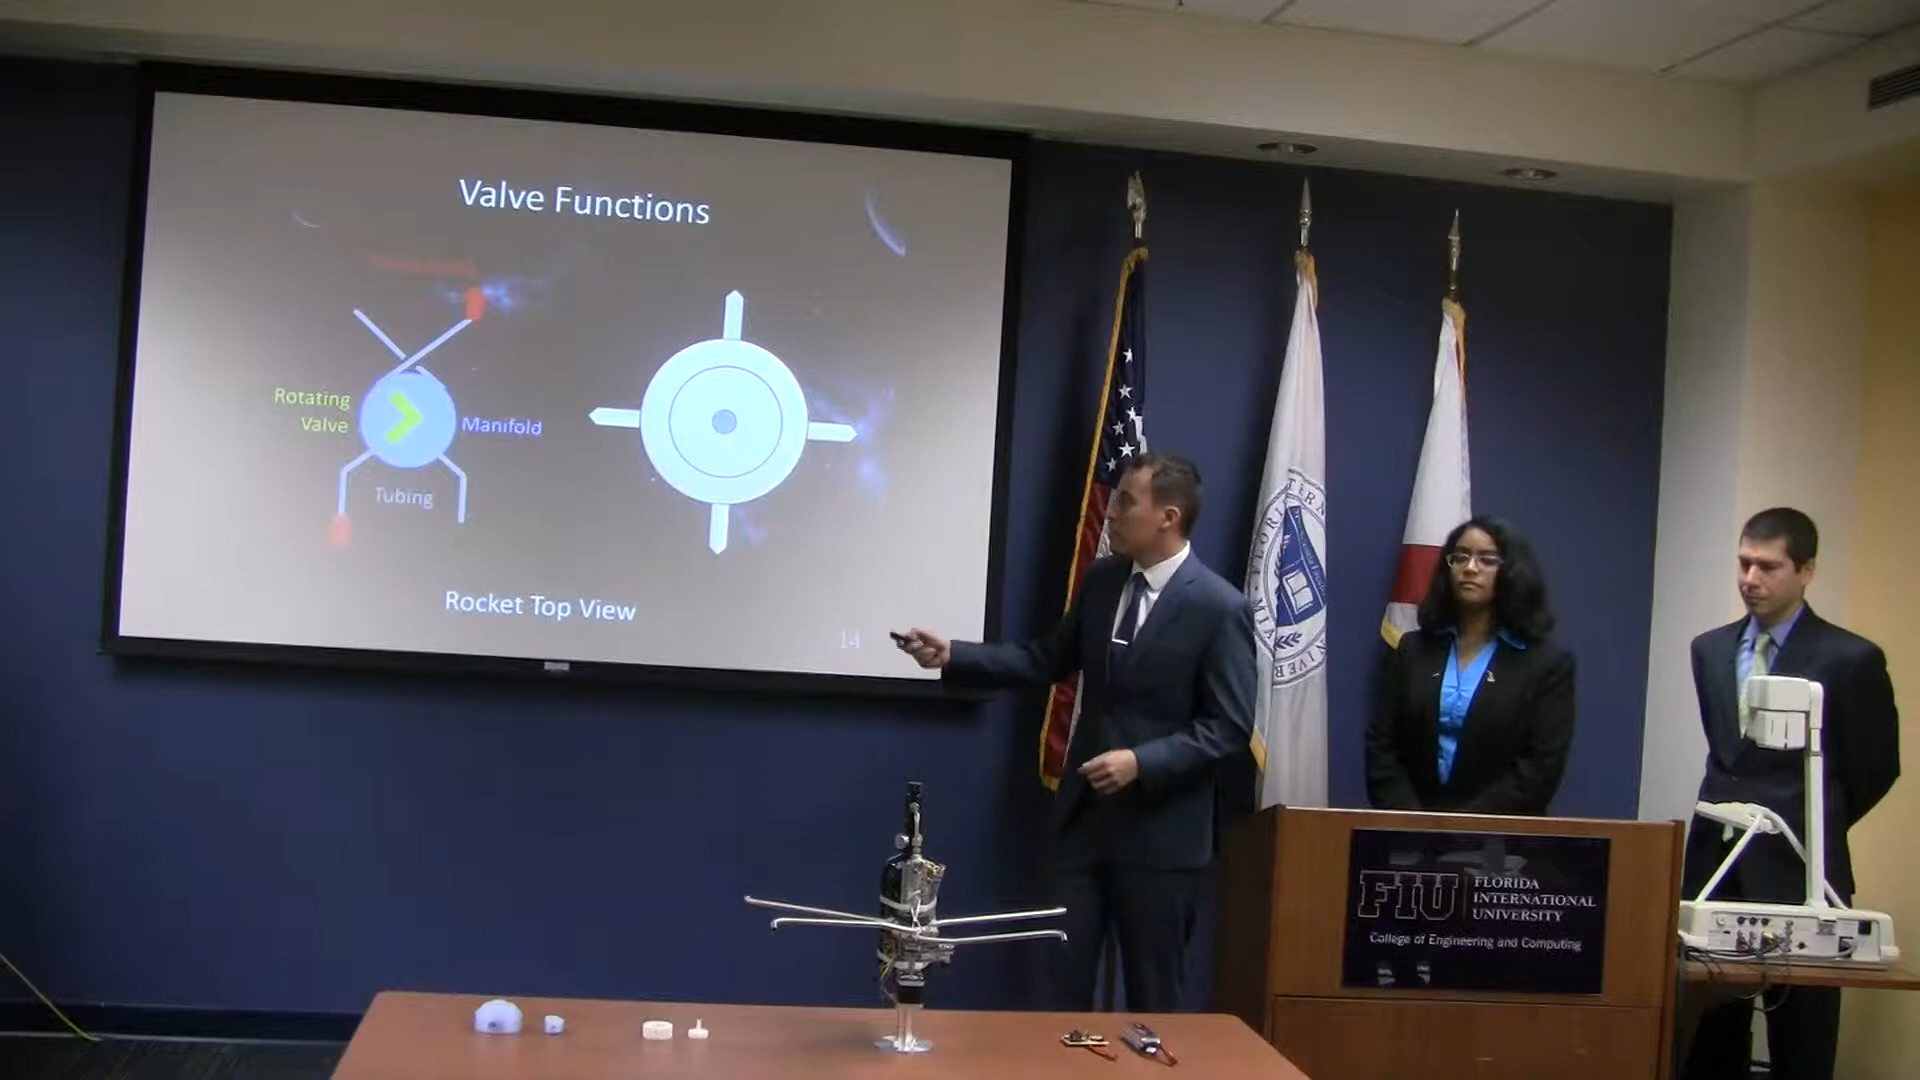 Valve Functions
Rotating
Valve
Manifold
Tubing
Rocket Top View
14
FIU
FLORIDA
INTERNATIONAL
UNIVERSITY
College of Engineering and Computing